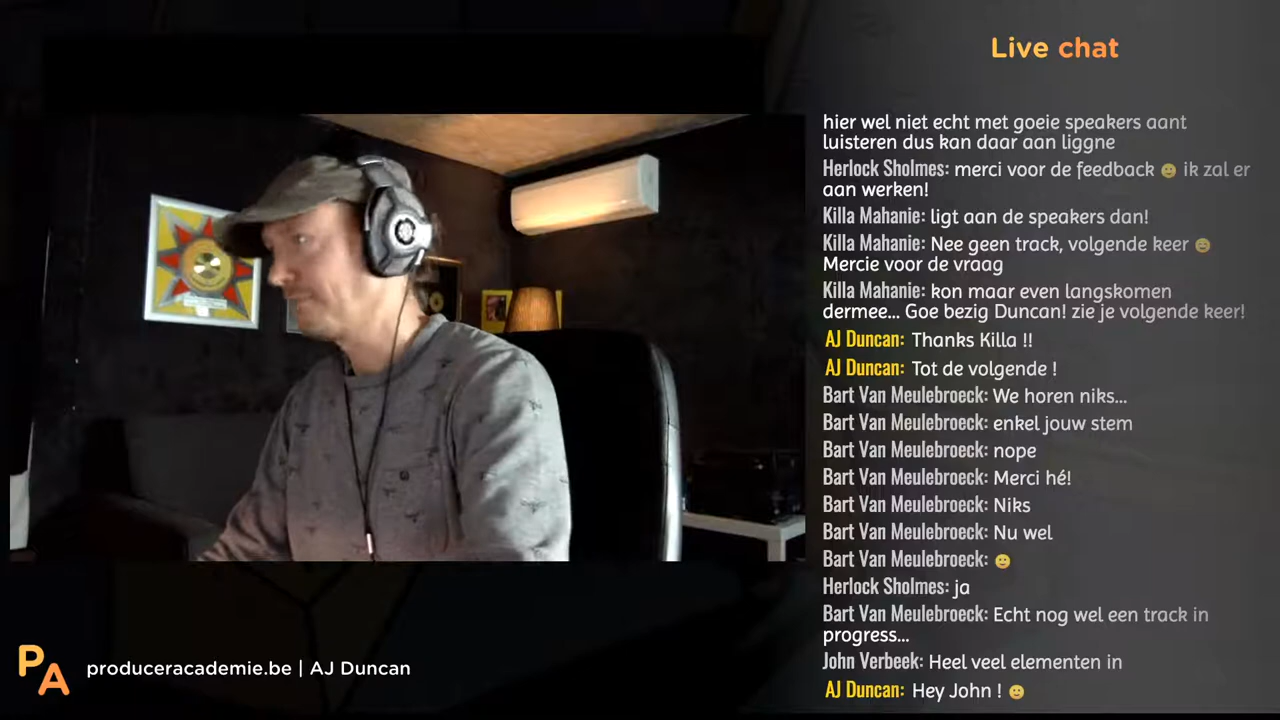 Live chat
hier wel niet echt met goeie speakers aant
luisteren dus kan daar aan liggne
Herlock Sholmes: merci voor de feedback 🙂 ik zal er
aan werken!
Killa Mahanie: ligt aan de speakers dan!
Killa Mahanie: Nee geen track, volgende keer 😄
Mercie voor de vraag
Killa Mahanie: kon maar even langskomen
dermee... Goe bezig Duncan! zie je volgende keer!
AJ Duncan: Thanks Killa !!
AJ Duncan: Tot de volgende !
Bart Van Meulebroeck: We horen niks...
Bart Van Meulebroeck: enkel jouw stem
Bart Van Meulebroeck: nope
Bart Van Meulebroeck: Merci hé!
Bart Van Meulebroeck: Niks
Bart Van Meulebroeck: Nu wel
Bart Van Meulebroeck: 🙂
Herlock Sholmes: ja
Bart Van Meulebroeck: Echt nog wel een track in
progress...
John Verbeek: Heel veel elementen in
AJ Duncan: Hey John ! 🙂
PA
produceracademie.be | AJ Duncan